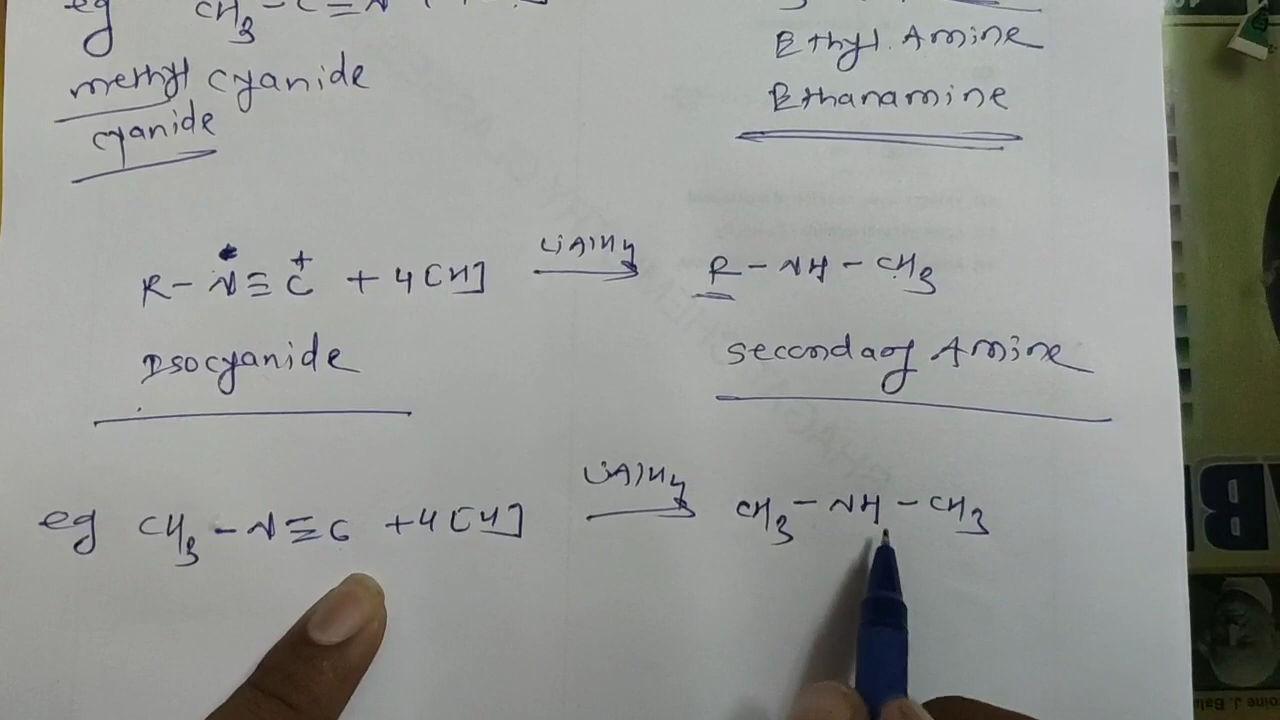 eg CH3 - C ≡ N
methyl cyanide
cyanide
Ethyl Amine
Ethanamine
R - N ≡ C + + 4[H] LiAlH4 R - NH - CH3
Isocyanide
Secondary Amine
eg CH3 - N ≡ C + 4[H] LiAlH4 CH3 - NH - CH3